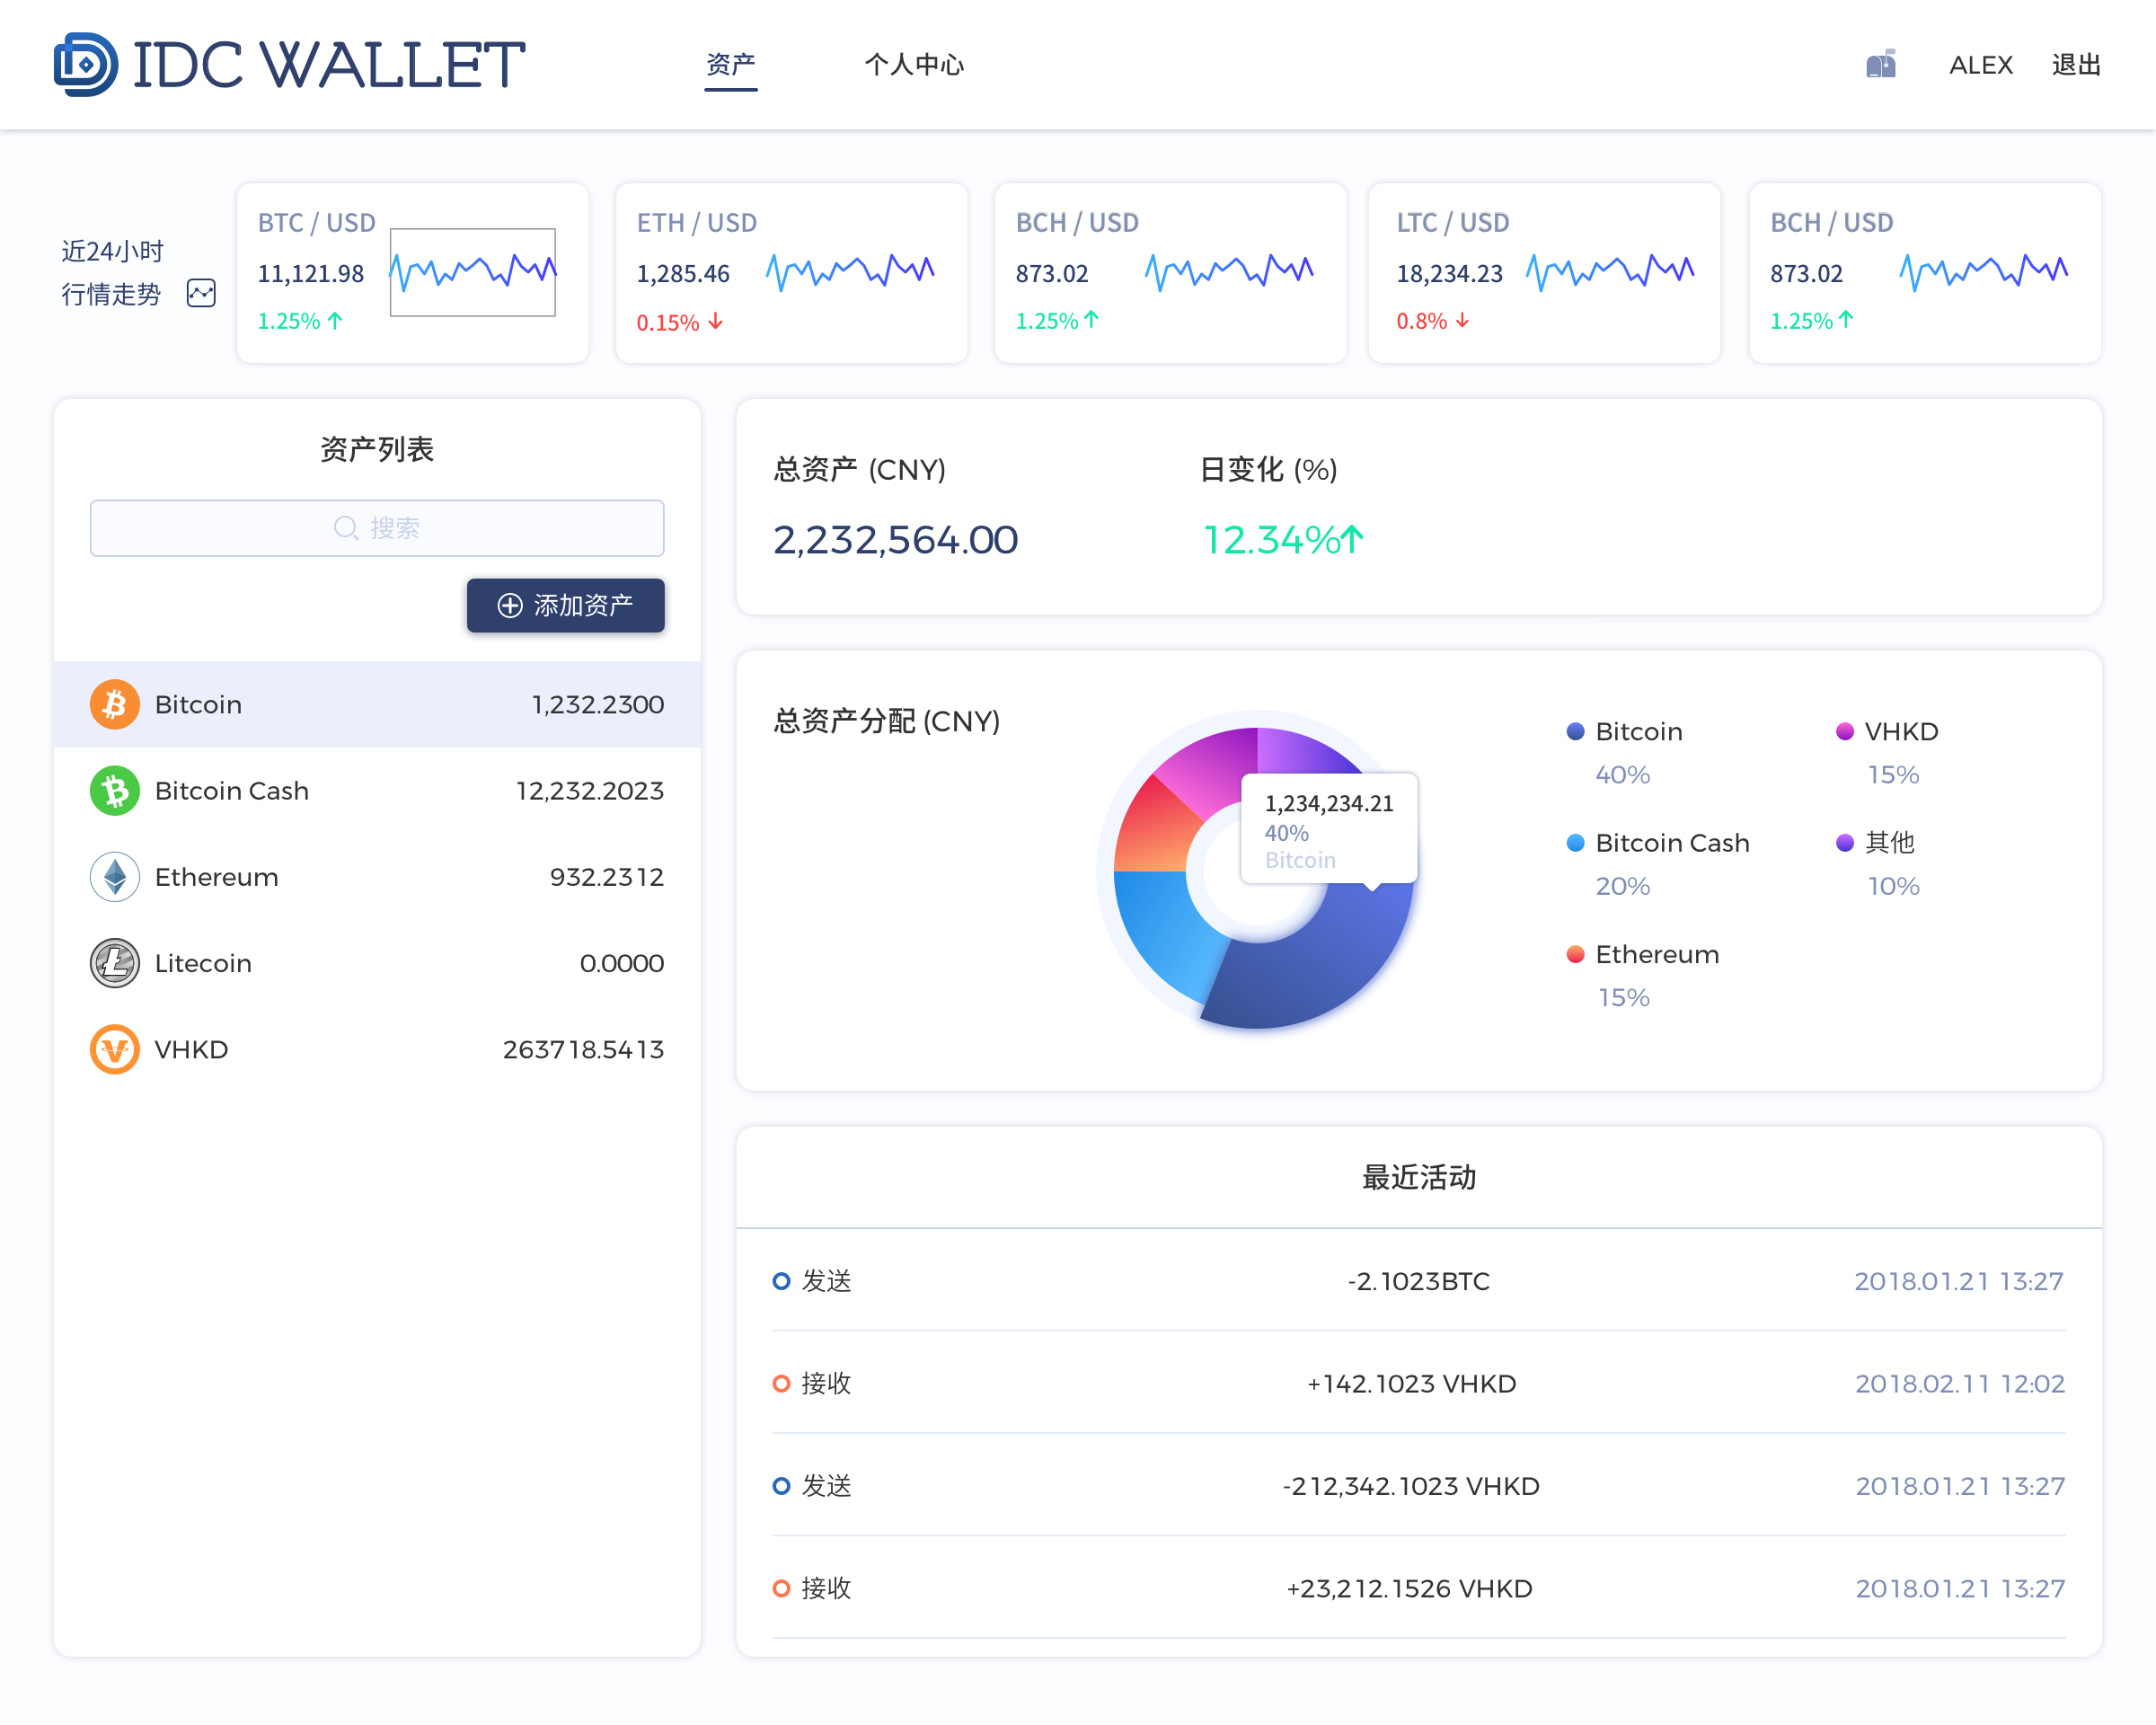 IDC WALLET
资产
个人中心
ALEX
退出
近24小时
行情走势
BTC / USD
11,121.98
1.25%
ETH / USD
1,285.46
0.15%
BCH / USD
873.02
1.25%
LTC / USD
18,234.23
0.8%
BCH / USD
873.02
1.25%
资产列表
搜索
添加资产
Bitcoin 1,232.2300
Bitcoin Cash 12,232.2023
Ethereum 932.2312
Litecoin 0.0000
VHKD 263718.5413
总资产 (CNY)
2,232,564.00
日变化 (%)
12.34%
总资产分配 (CNY)
1,234,234.21
40%
Bitcoin
Bitcoin
40%
Bitcoin Cash
20%
Ethereum
15%
VHKD
15%
其他
10%
最近活动
发送 -2.1023BTC 2018.01.21 13:27
接收 +142.1023 VHKD 2018.02.11 12:02
发送 -212,342.1023 VHKD 2018.01.21 13:27
接收 +23,212.1526 VHKD 2018.01.21 13:27